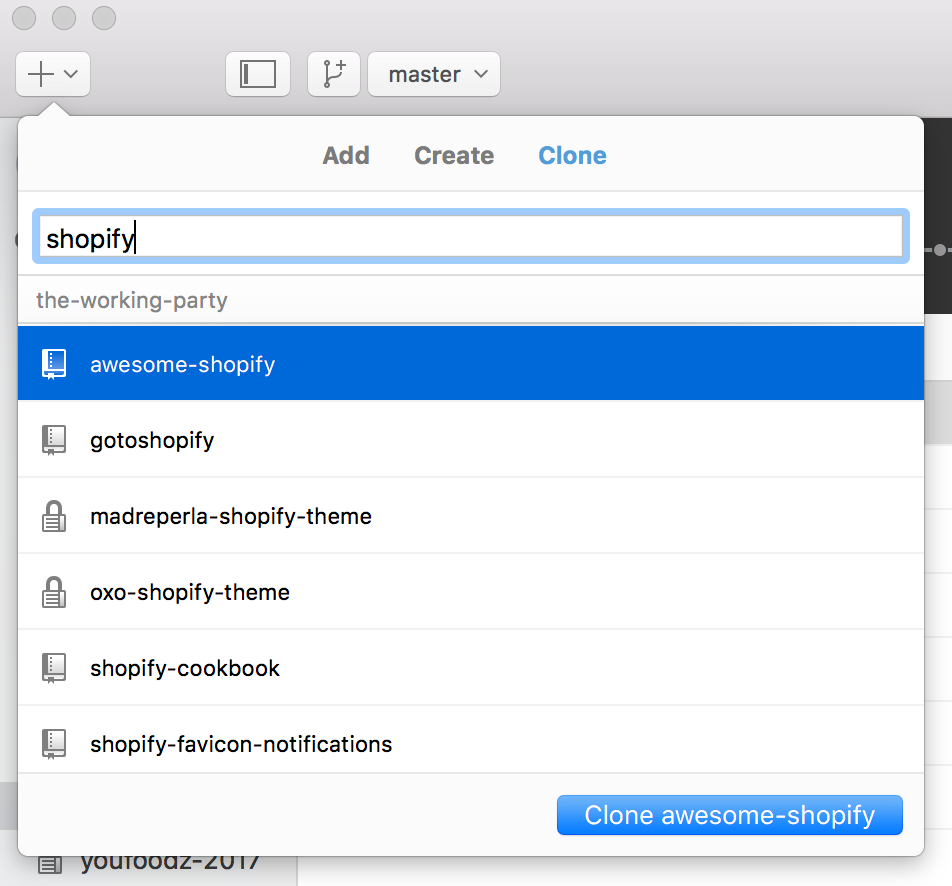 master
Add Create Clone
shopify
the-working-party
awesome-shopify
gotoshopify
madreperla-shopify-theme
oxo-shopify-theme
shopify-cookbook
shopify-favicon-notifications
Clone awesome-shopify
youfoodz-2017